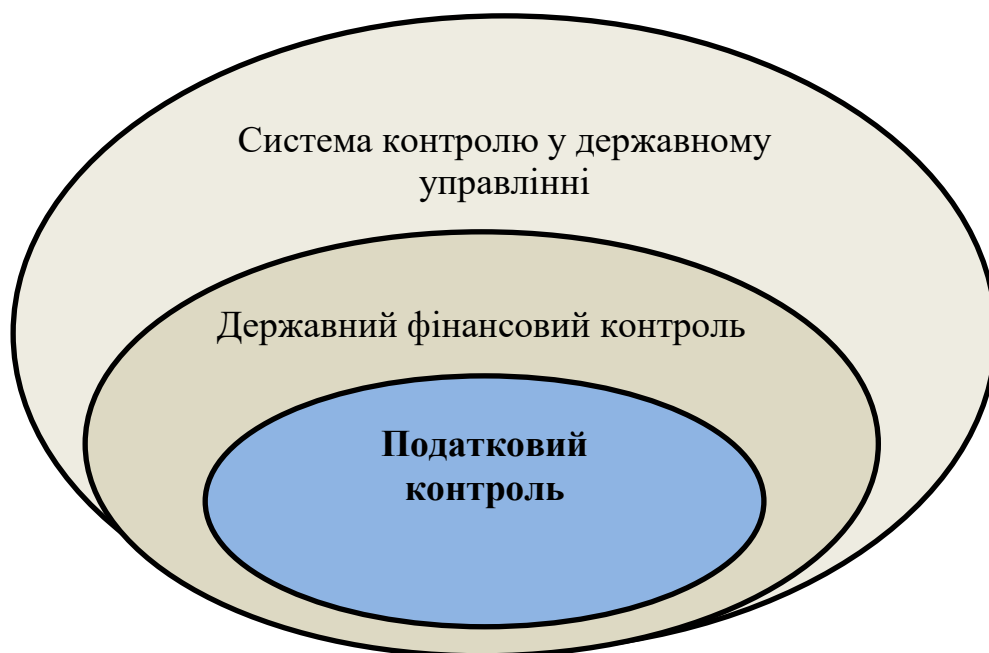 Система контролю у державному
управлінні
Державний фінансовий контроль
Податковий
контроль